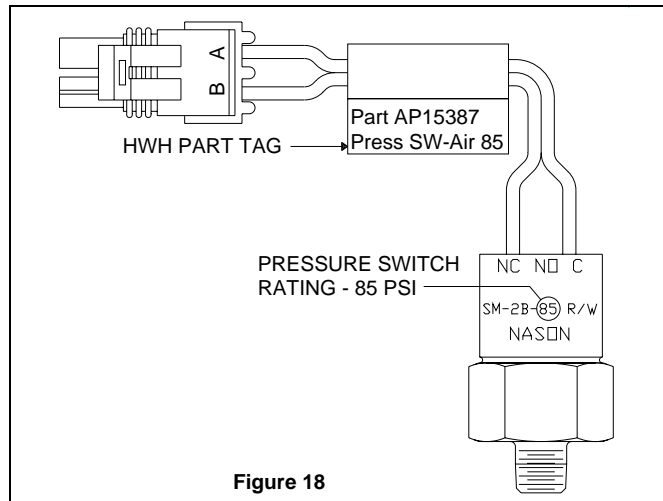 A
B
Part AP15387
Press SW-Air 85
HWH PART TAG
PRESSURE SWITCH
RATING - 85 PSI
NC NO C
SM-2B-85 R/W
NASON
Figure 18